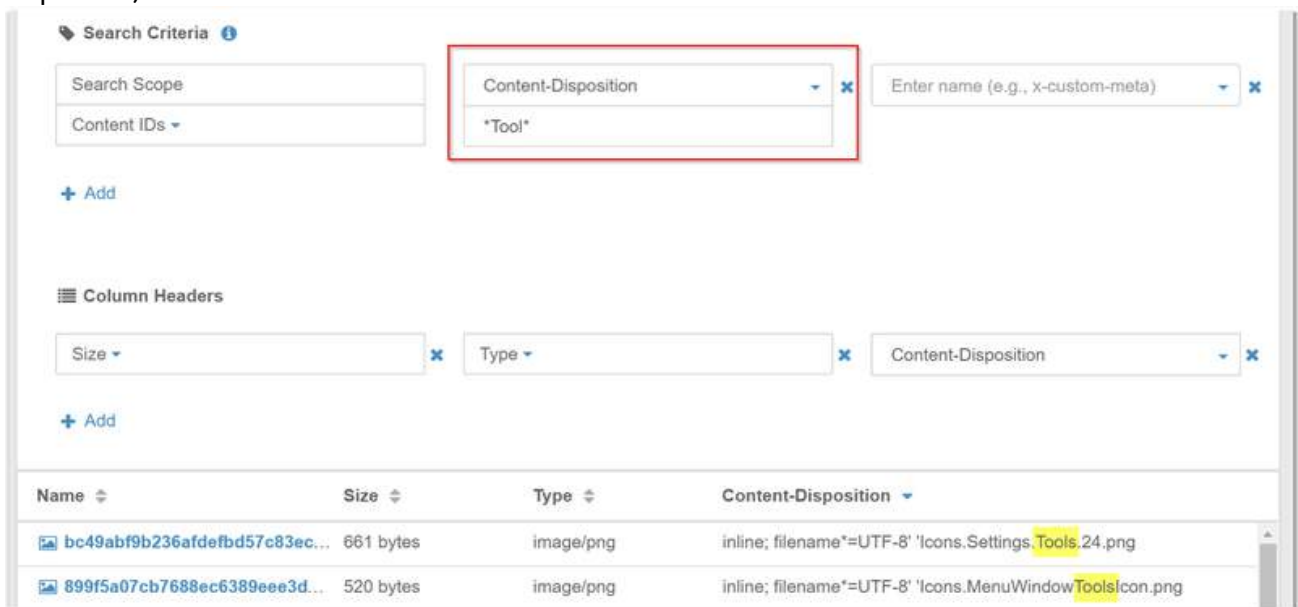 Search Criteria
Search Scope
Content-Disposition
Enter name (e.g., x-custom-meta)
Content IDs
*Tool*
Add
Column Headers
Size
Type
Content-Disposition
Add
Name Size Type Content-Disposition
bc49abf9b236afdefbd57c83ec... 661 bytes image/png inline; filename*=UTF-8' 'Icons.Settings.Tools.24.png
899f5a07cb7688ec6389eee3d... 520 bytes image/png inline; filename*=UTF-8' 'Icons.MenuWindowToolsIcon.png